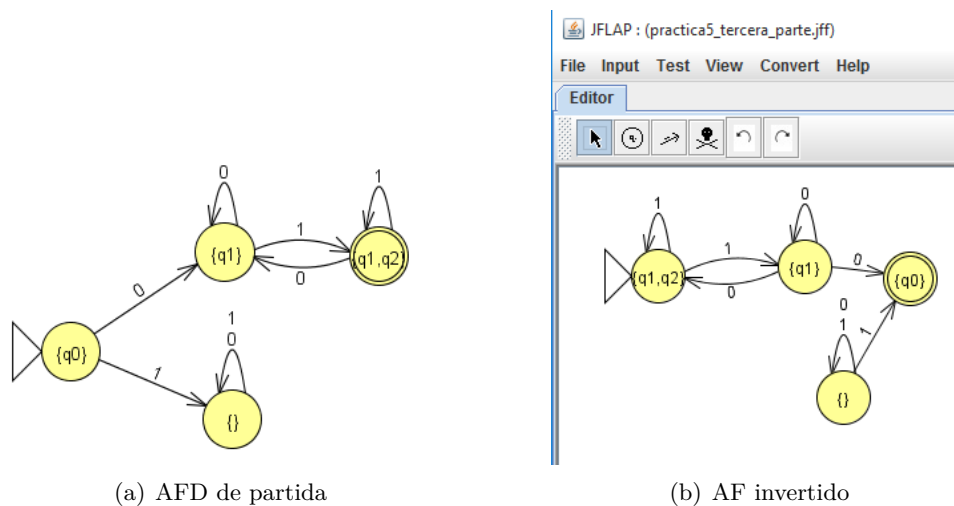 JFLAP : (practica5_tercera_parte.jff)
File Input Test View Convert Help
Editor
q
0
1
{q1}
1
0
{q1,q2}
0
{q0}
1
1
0
{}
1
0
{q1,q2}
1
0
{q1}
0
{q0}
0
1
1
{}
(a) AFD de partida
(b) AF invertido